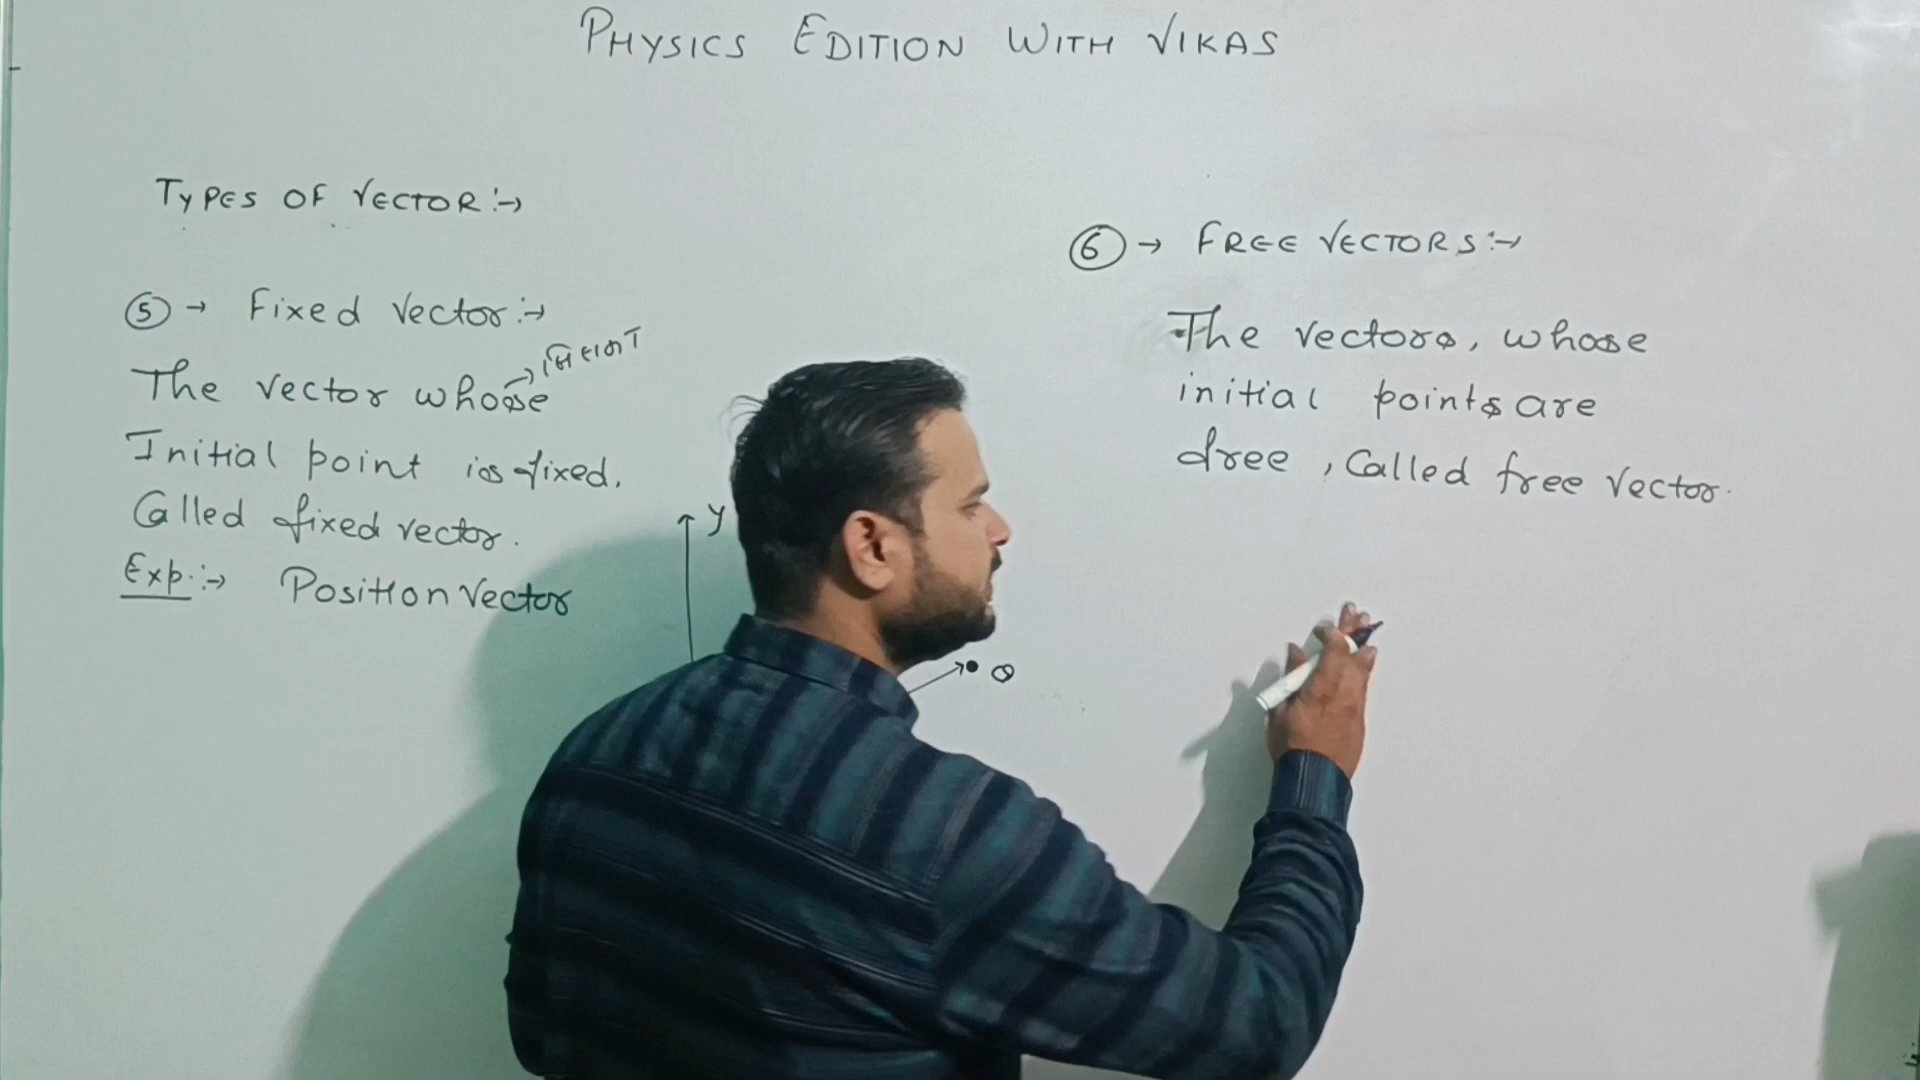 PHYSICS EDITION WITH VIKAS
TYPES OF VECTOR:→
⑤ → Fixed Vector:→
The vector whose → जिसका
Initial point is fixed,
Called fixed vector.
Exp.:→ Position Vector
y
⑥ → FREE VECTORS:→
The vectors, whose
initial points are
free, Called free vector.